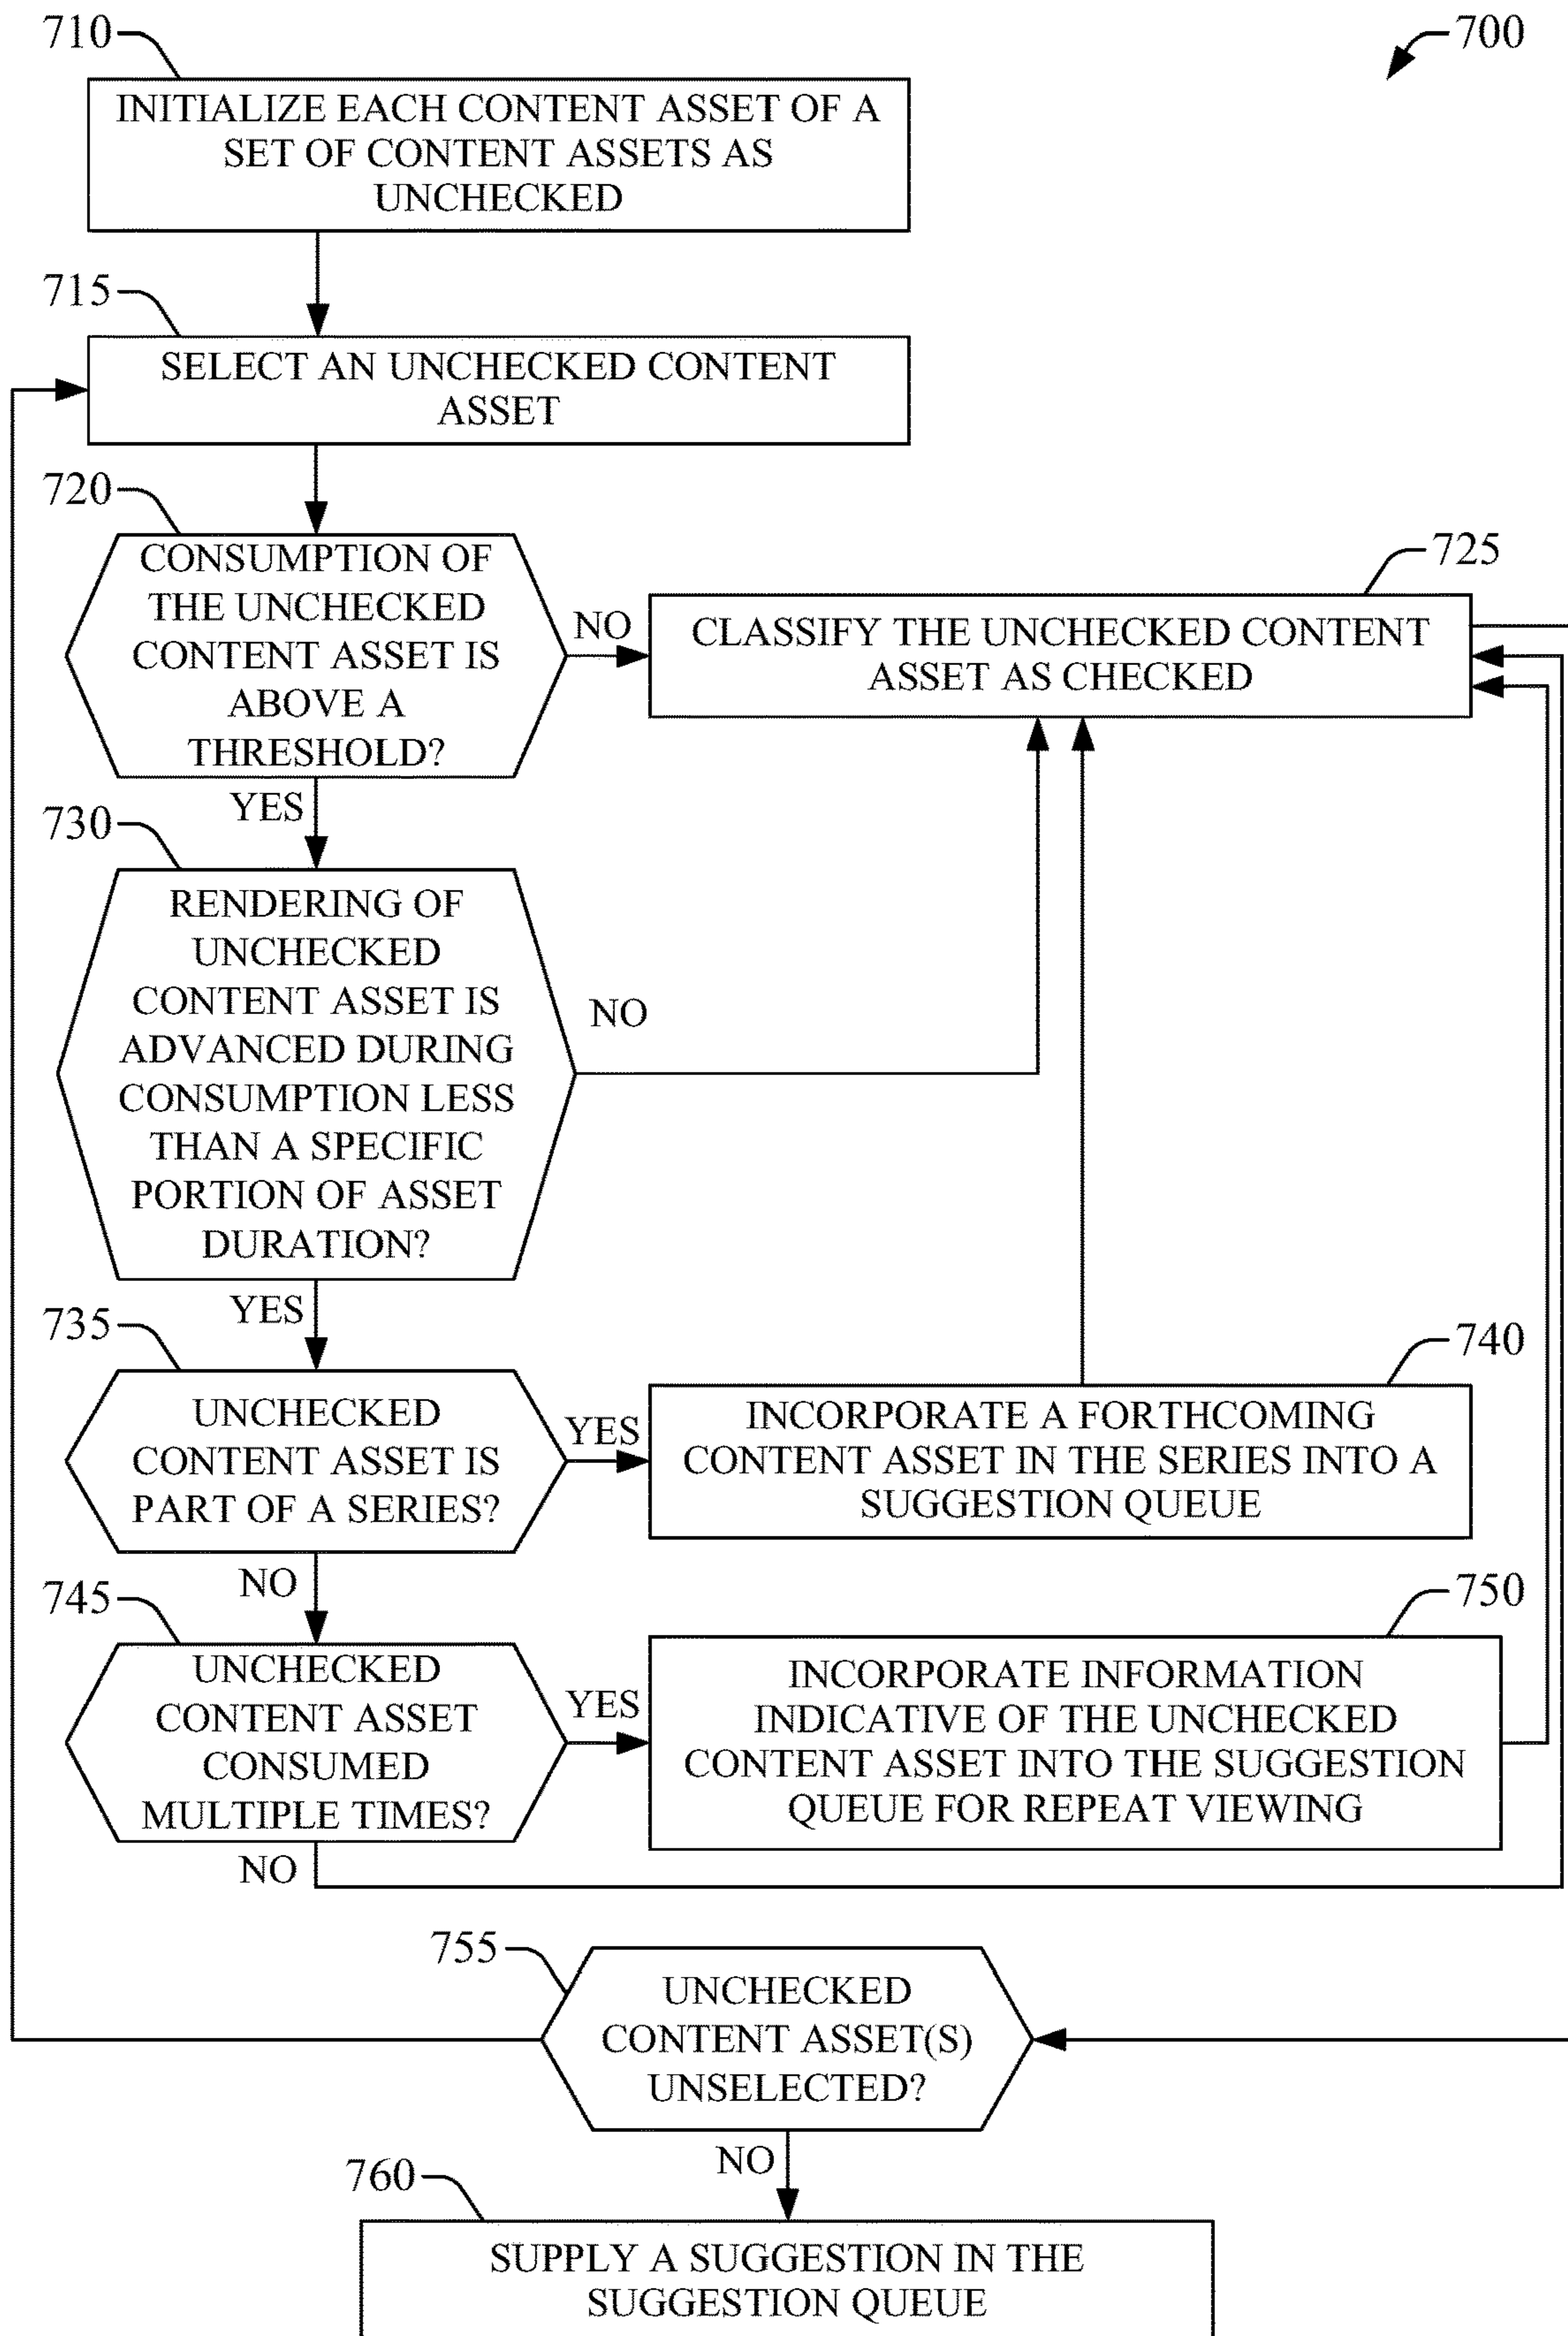 710
700
INITIALIZE EACH CONTENT ASSET OF A
SET OF CONTENT ASSETS AS
UNCHECKED
715
SELECT AN UNCHECKED CONTENT
ASSET
720
CONSUMPTION OF
THE UNCHECKED
CONTENT ASSET IS
ABOVE A
THRESHOLD?
NO
725
CLASSIFY THE UNCHECKED CONTENT
ASSET AS CHECKED
YES
730
RENDERING OF
UNCHECKED
CONTENT ASSET IS
ADVANCED DURING
CONSUMPTION LESS
THAN A SPECIFIC
PORTION OF ASSET
DURATION?
NO
YES
735
UNCHECKED
CONTENT ASSET IS
PART OF A SERIES?
YES
740
INCORPORATE A FORTHCOMING
CONTENT ASSET IN THE SERIES INTO A
SUGGESTION QUEUE
NO
745
UNCHECKED
CONTENT ASSET
CONSUMED
MULTIPLE TIMES?
YES
750
INCORPORATE INFORMATION
INDICATIVE OF THE UNCHECKED
CONTENT ASSET INTO THE SUGGESTION
QUEUE FOR REPEAT VIEWING
NO
755
UNCHECKED
CONTENT ASSET(S)
UNSELECTED?
NO
760
SUPPLY A SUGGESTION IN THE
SUGGESTION QUEUE